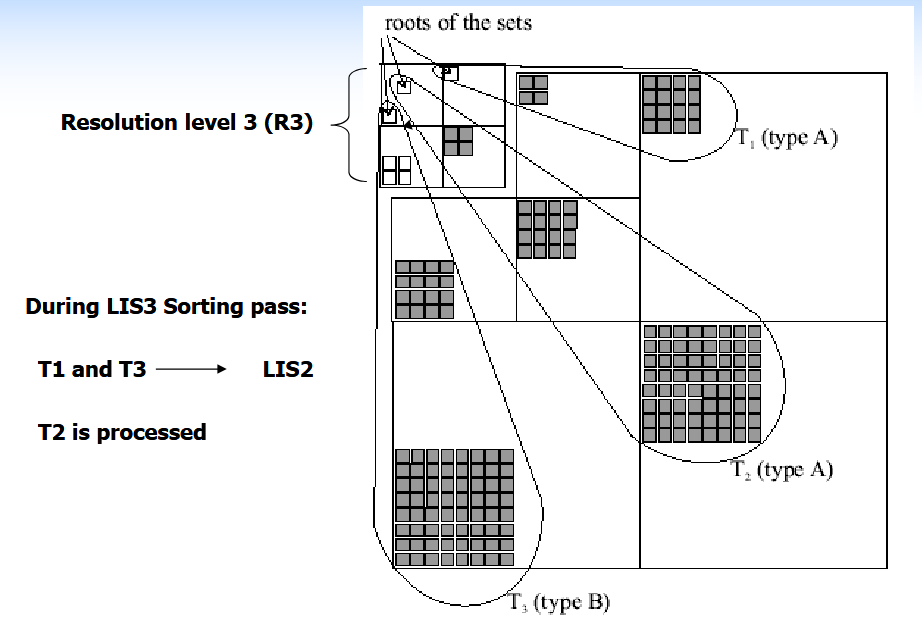 roots of the sets
Resolution level 3 (R3)
T₁ (type A)
During LIS3 Sorting pass:
T1 and T3 ⟶ LIS2
T2 is processed
T₂ (type A)
T₃ (type B)